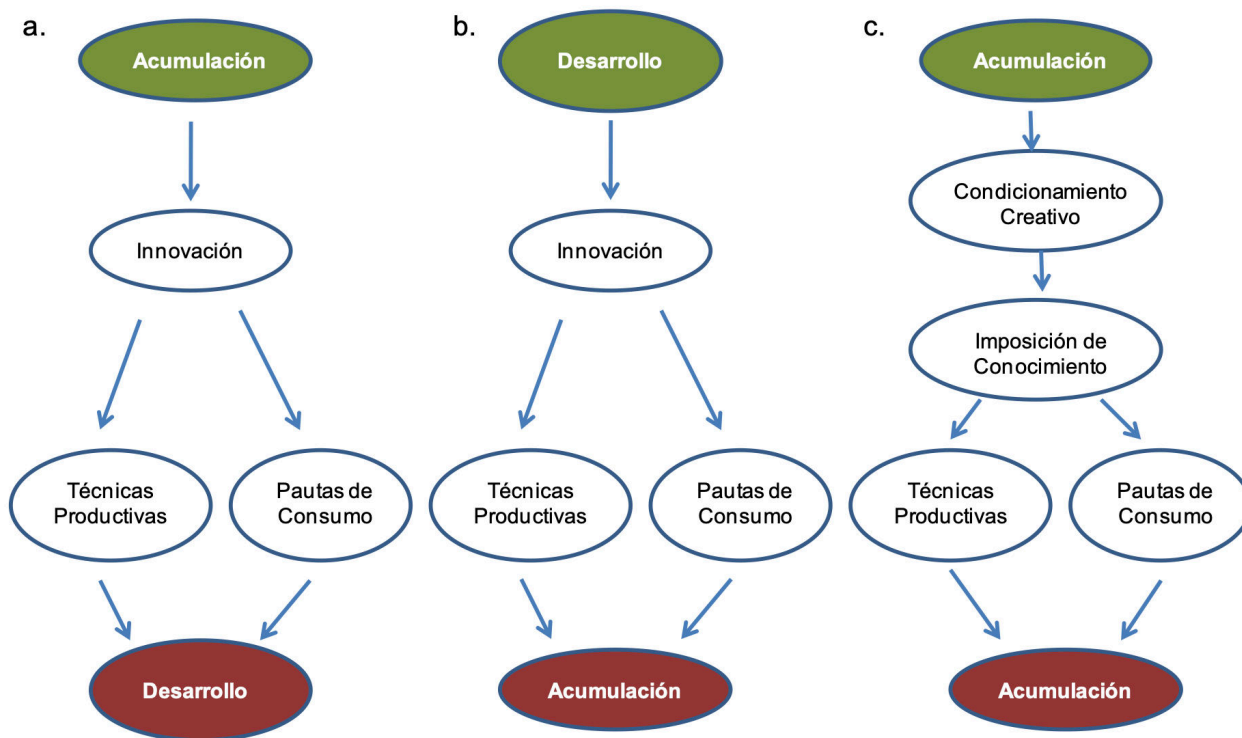 a.
Acumulación
Innovación
Técnicas
Productivas
Pautas de
Consumo
Desarrollo
b.
Desarrollo
Innovación
Técnicas
Productivas
Pautas de
Consumo
Acumulación
c.
Acumulación
Condicionamiento
Creativo
Imposición de
Conocimiento
Técnicas
Productivas
Pautas de
Consumo
Acumulación